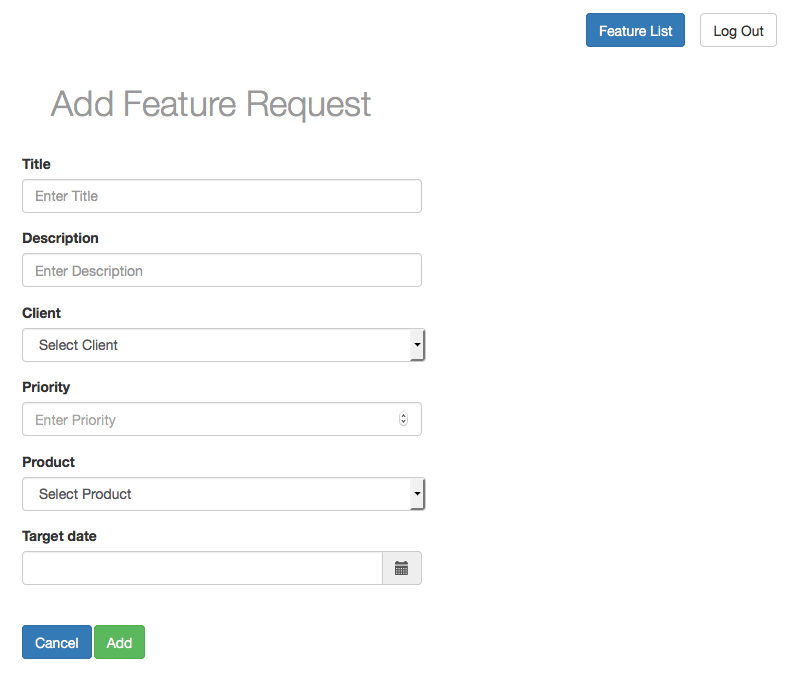 Feature List Log Out
Add Feature Request
Title
Enter Title
Description
Enter Description
Client
Select Client
Priority
Enter Priority
Product
Select Product
Target date
Cancel Add